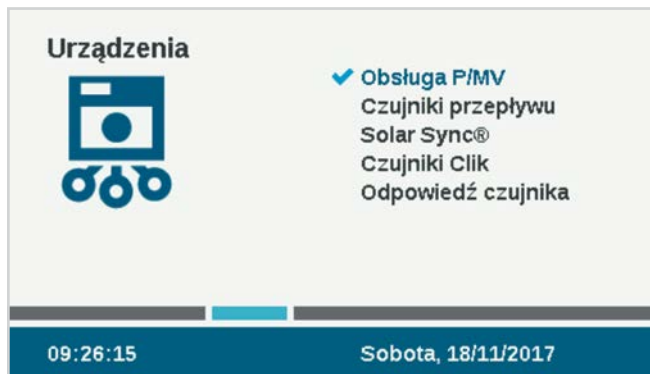 Urządzenia
Obsługa P/MV
Czujniki przepływu
Solar Sync®
Czujniki Clik
Odpowiedź czujnika
09:26:15
Sobota, 18/11/2017